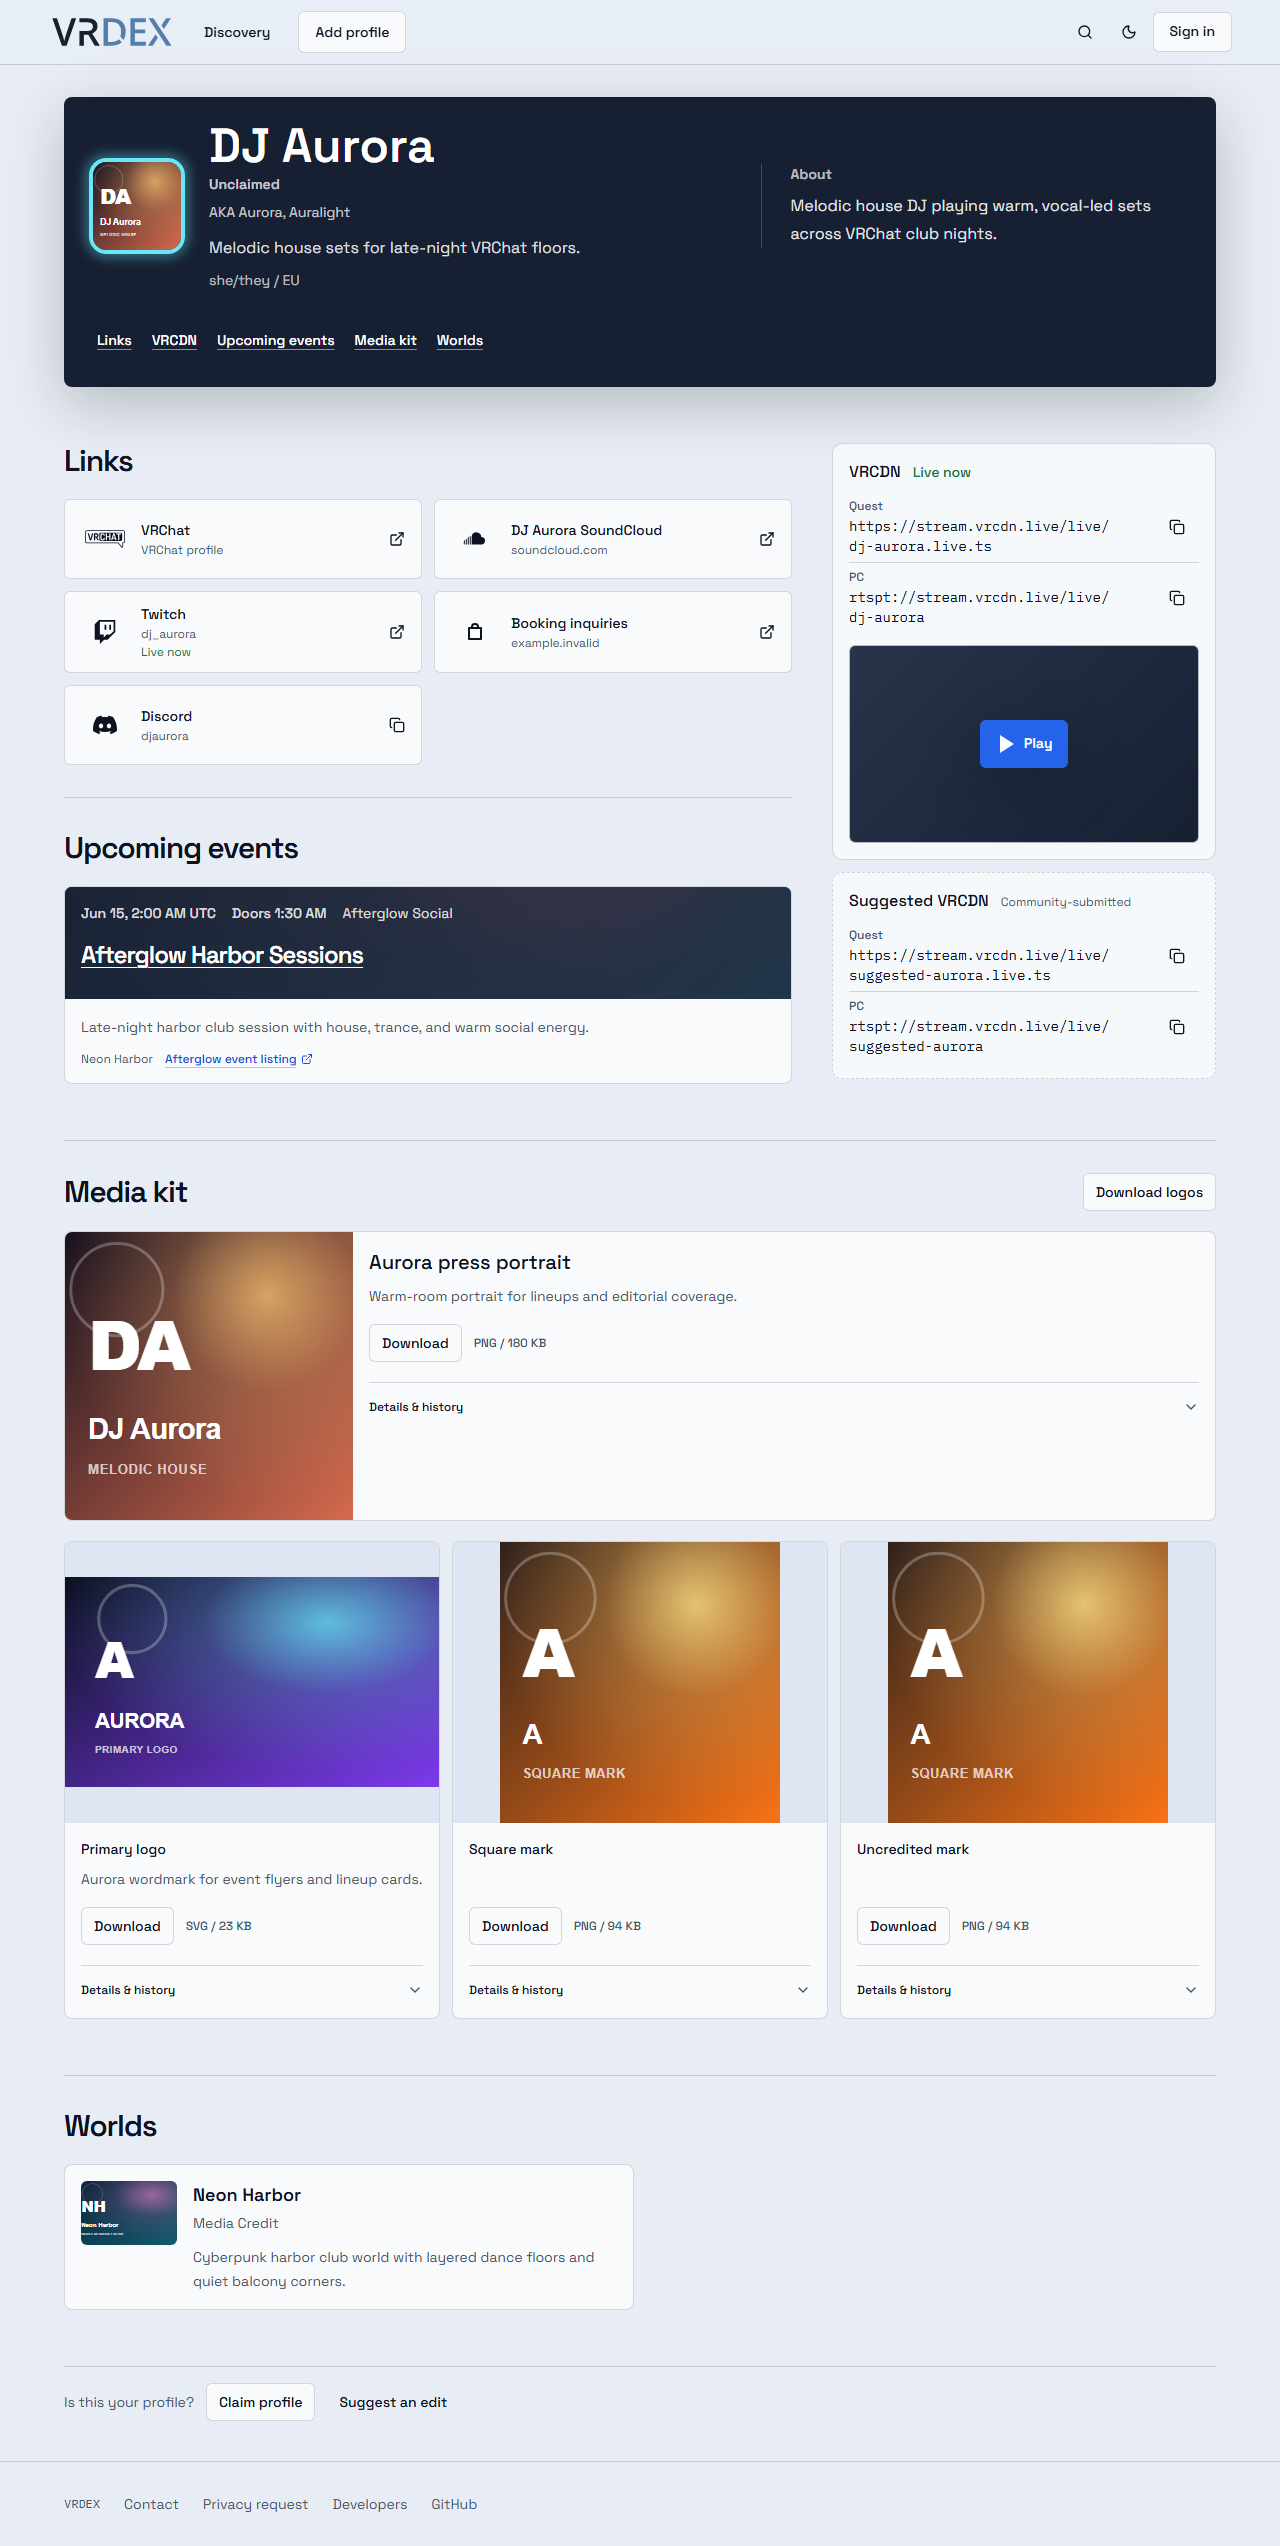 VRDEX
Discovery
Add profile
Sign in
DA
DJ Aurora
MELODIC HOUSE
DJ Aurora
Unclaimed
AKA Aurora, Auralight
Melodic house sets for late-night VRChat floors.
she/they / EU
About
Melodic house DJ playing warm, vocal-led sets
across VRChat club nights.
Links
VRCDN
Upcoming events
Media kit
Worlds
Links
VRCHAT
VRChat
VRChat profile
DJ Aurora SoundCloud
soundcloud.com
Twitch
dj_aurora
Live now
Booking inquiries
example.invalid
Discord
djaurora
VRCDN Live now
Quest
https://stream.vrcdn.live/live/
dj-aurora.live.ts
PC
rtspt://stream.vrcdn.live/live/
dj-aurora
Play
Suggested VRCDN Community-submitted
Quest
https://stream.vrcdn.live/live/
suggested-aurora.live.ts
PC
rtspt://stream.vrcdn.live/live/
suggested-aurora
Upcoming events
Jun 15, 2:00 AM UTC Doors 1:30 AM Afterglow Social
Afterglow Harbor Sessions
Late-night harbor club session with house, trance, and warm social energy.
Neon Harbor Afterglow event listing
Media kit
Download logos
DA
DJ Aurora
MELODIC HOUSE
Aurora press portrait
Warm-room portrait for lineups and editorial coverage.
Download PNG / 180 KB
Details & history
A
AURORA
PRIMARY LOGO
Primary logo
Aurora wordmark for event flyers and lineup cards.
Download SVG / 23 KB
Details & history
A
A
SQUARE MARK
Square mark
Download PNG / 94 KB
Details & history
A
A
SQUARE MARK
Uncredited mark
Download PNG / 94 KB
Details & history
Worlds
NH
Neon Harbor
Neon Harbor
Media Credit
Cyberpunk harbor club world with layered dance floors and
quiet balcony corners.
Is this your profile?
Claim profile
Suggest an edit
VRDEX
Contact
Privacy request
Developers
GitHub